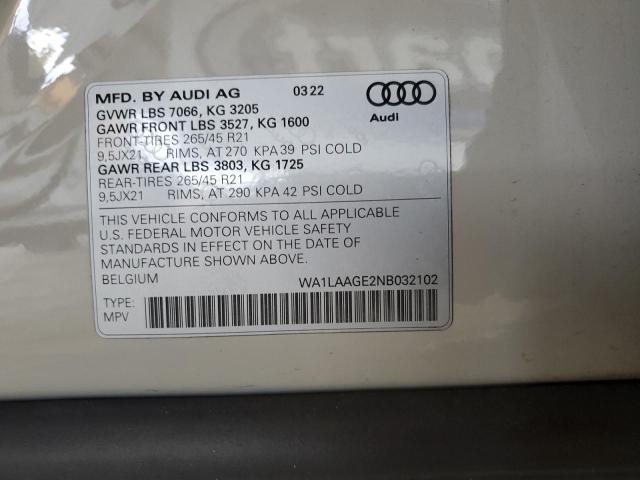 MFD. BY AUDI AG 03 22
GVWR LBS 7066, KG 3205
GAWR FRONT LBS 3527, KG 1600
Audi
FRONT-TIRES 265/45 R21
9,5JX21 RIMS, AT 270 KPA 39 PSI COLD
GAWR REAR LBS 3803, KG 1725
REAR-TIRES 265/45 R21
9,5JX21 RIMS, AT 290 KPA 42 PSI COLD
THIS VEHICLE CONFORMS TO ALL APPLICABLE
U.S. FEDERAL MOTOR VEHICLE SAFETY
STANDARDS IN EFFECT ON THE DATE OF
MANUFACTURE SHOWN ABOVE.
BELGIUM WA1LAAGE2NB032102
TYPE:
MPV